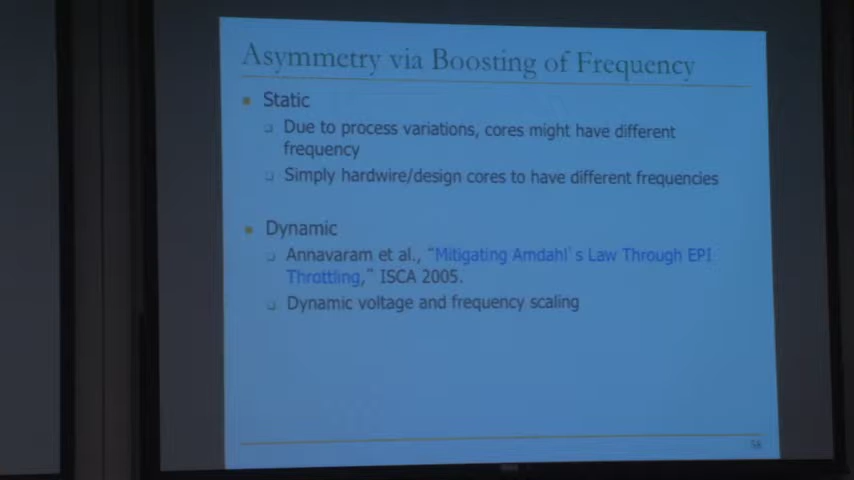 Asymmetry via Boosting of Frequency
Static
Due to process variations, cores might have different
frequency
Simply hardwire/design cores to have different frequencies
Dynamic
Annavaram et al., "Mitigating Amdahl's Law Through EPI
Throttling," ISCA 2005.
Dynamic voltage and frequency scaling